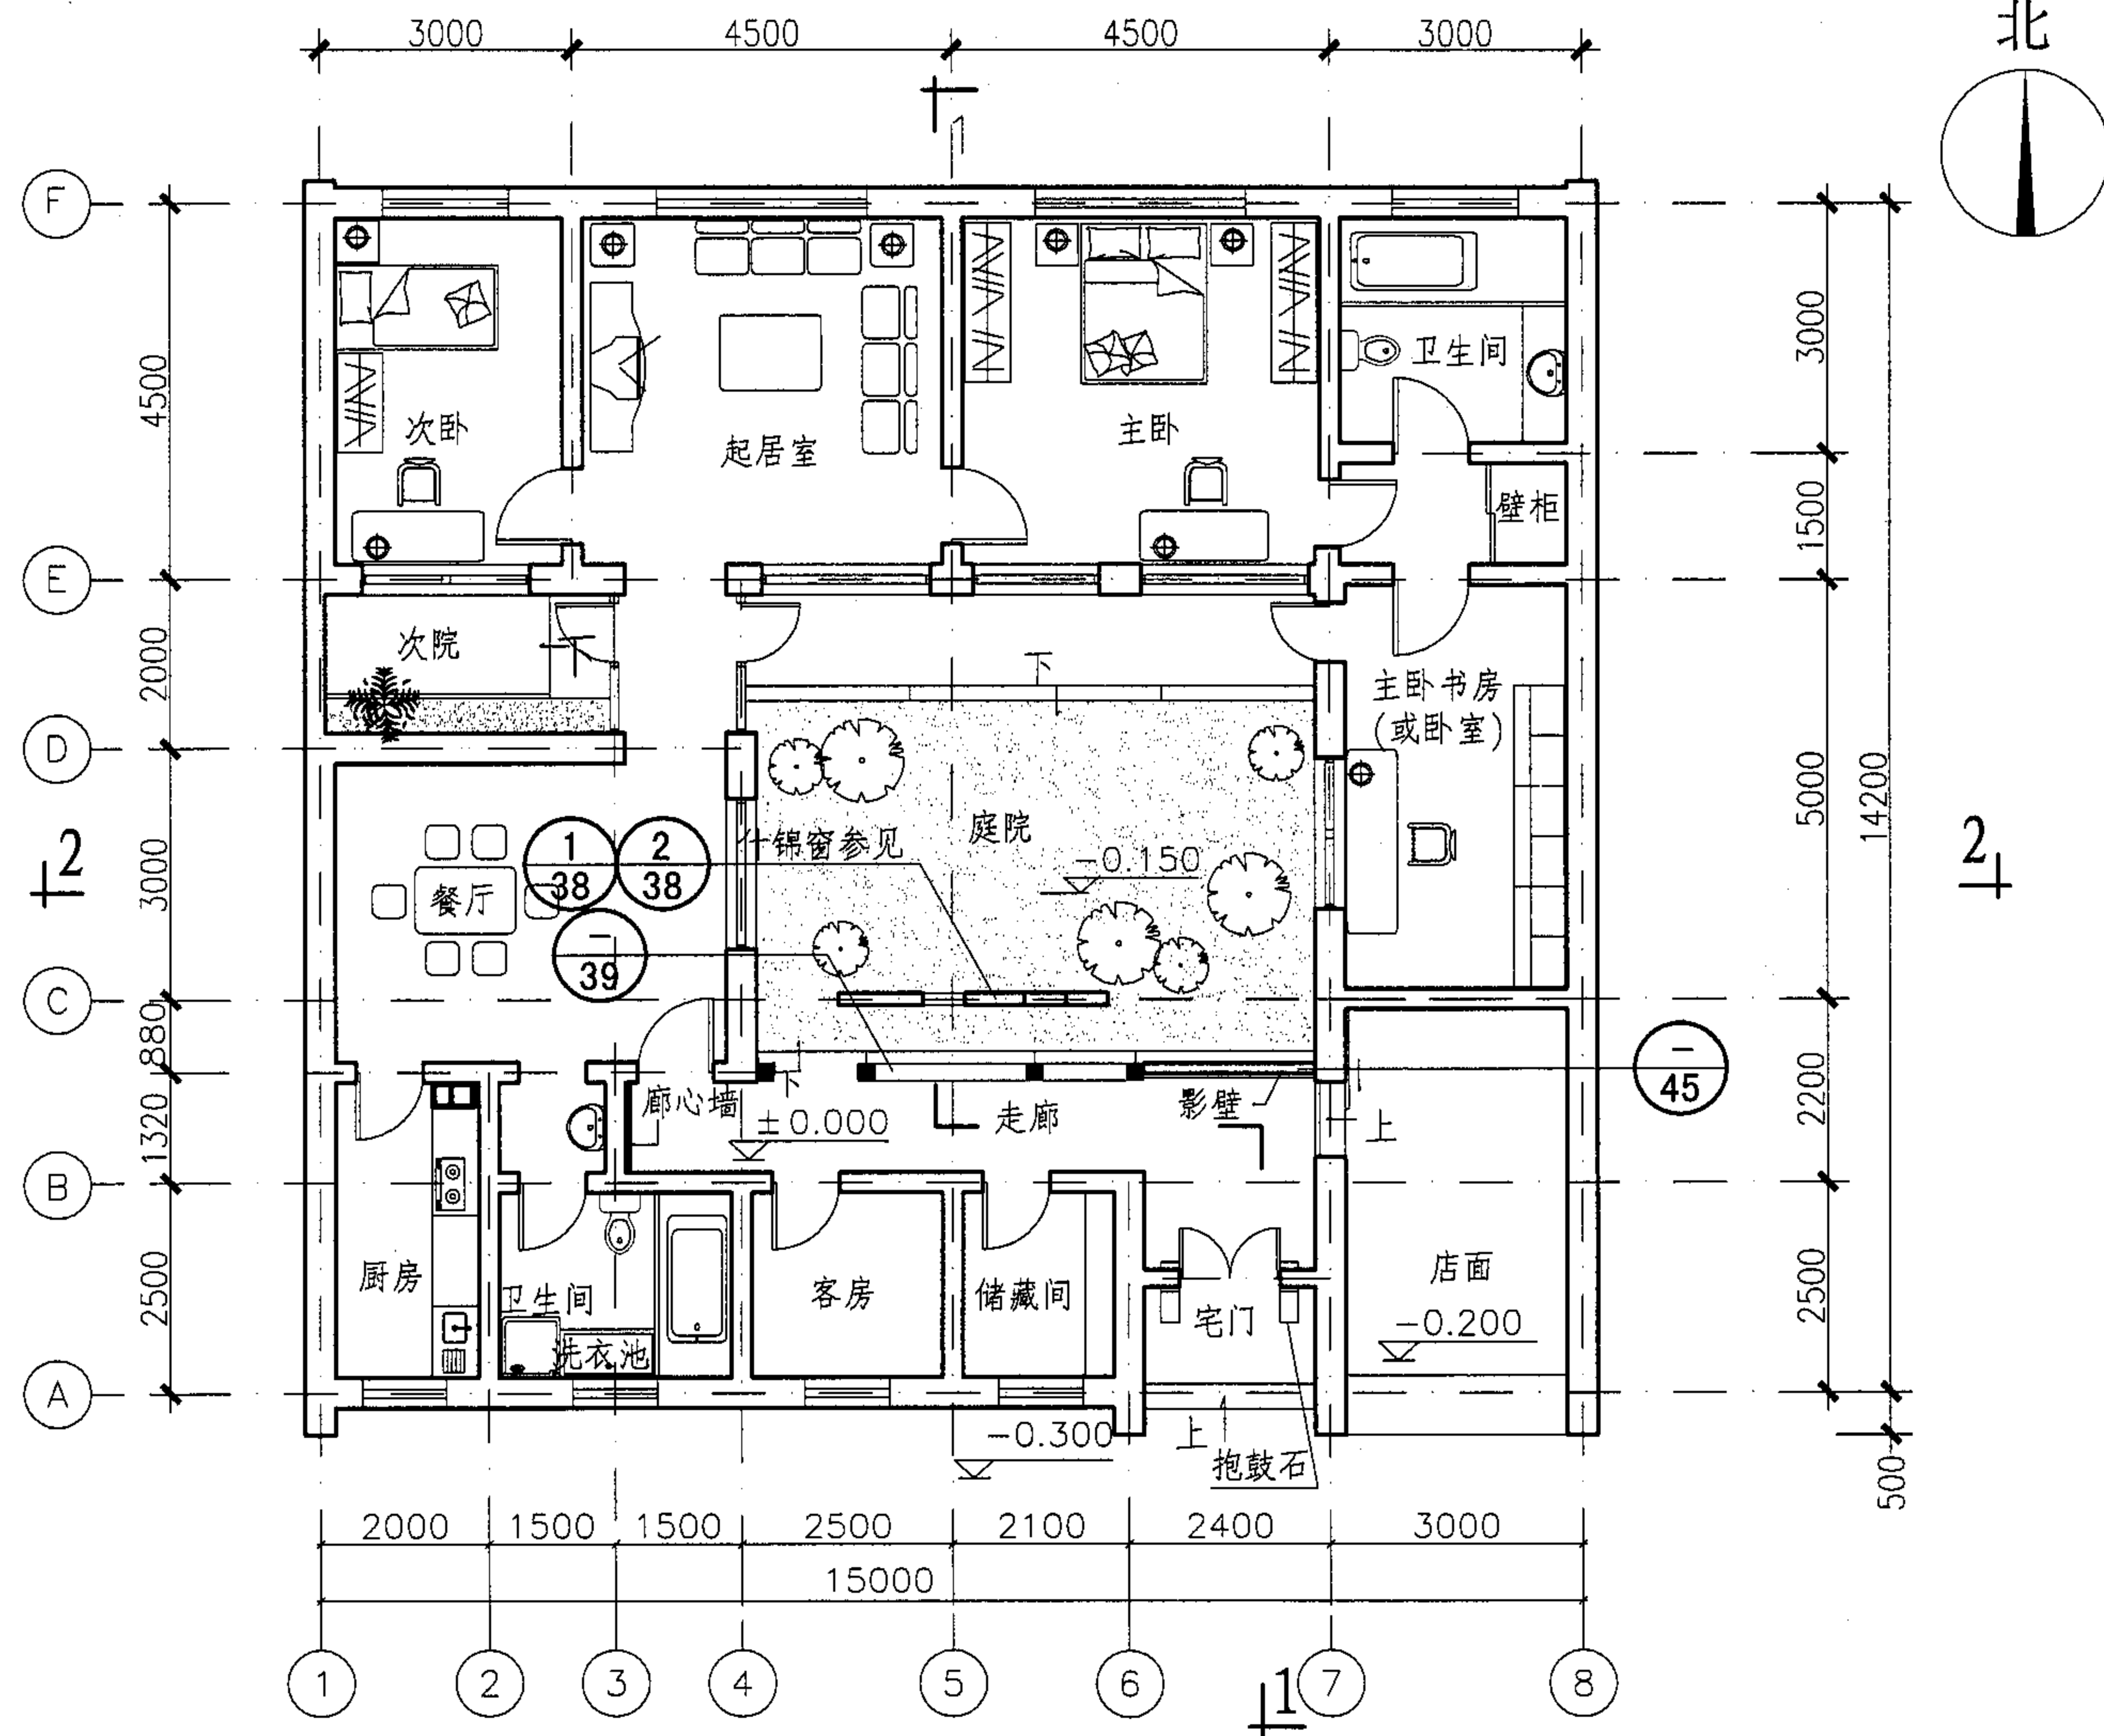 3000 4500 4500 3000
北
1
F
次卧
起居室
主卧
卫生间
壁柜
4500
3000
1500
E
次院
下
下
主卧书房
(或卧室)
2000
D
5000
14200
什锦窗参见
庭院
-0.150
1
38
2
38
2
2
餐厅
3000
-
39
C
880
廊心墙
下
±0.000
走廊
影壁
上
-
45
2200
1320
B
厨房
卫生间
洗衣池
客房
储藏间
宅门
店面
-0.200
2500
2500
A
-0.300
上
抱鼓石
500
2000 1500 1500 2500 2100 2400 3000
15000
1 2 3 4 5 6 7 8
1